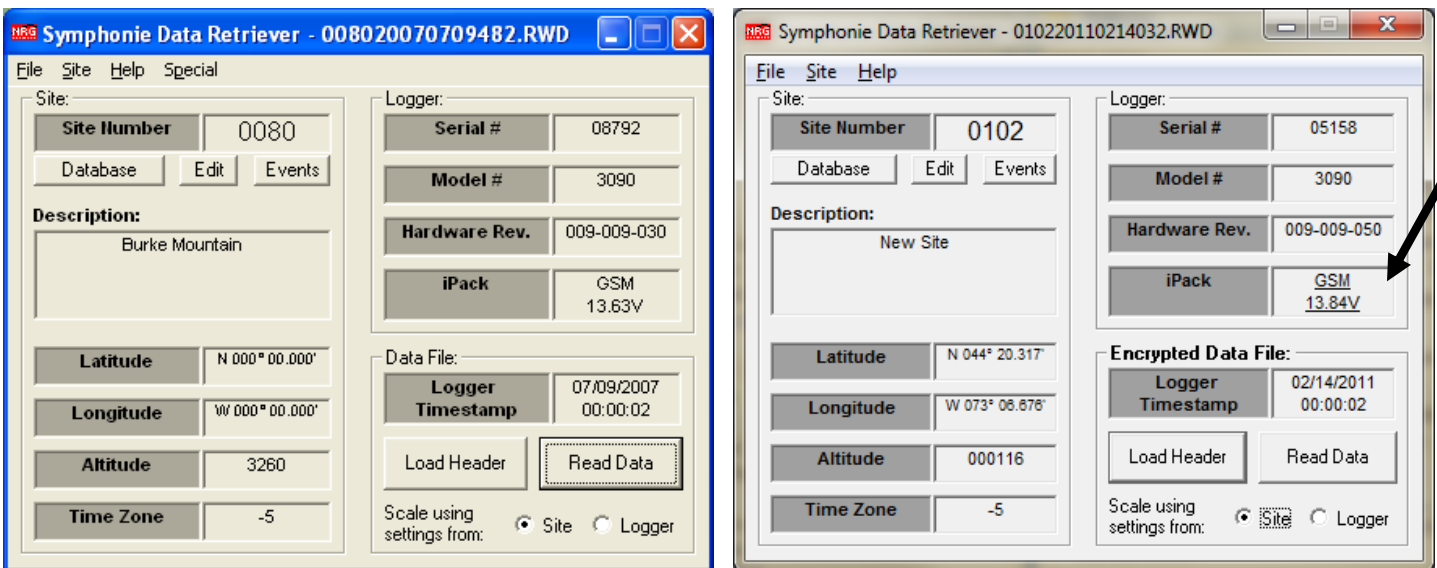 NRG Symphonie Data Retriever - 008020070709482.RWD
File Site Help Special
Site:
Site Number 0080
Database Edit Events
Description:
Burke Mountain
Latitude N 000° 00.000'
Longitude W 000° 00.000'
Altitude 3260
Time Zone -5
Logger:
Serial # 08792
Model # 3090
Hardware Rev. 009-009-030
iPack GSM
13.63V
Data File:
Logger 07/09/2007
Timestamp 00:00:02
Load Header Read Data
Scale using
settings from: Site Logger
NRG Symphonie Data Retriever - 010220110214032.RWD
File Site Help
Site:
Site Number 0102
Database Edit Events
Description:
New Site
Latitude N 044° 20.317'
Longitude W 073° 06.676'
Altitude 000116
Time Zone -5
Logger:
Serial # 05158
Model # 3090
Hardware Rev. 009-009-050
iPack GSM
13.84V
Encrypted Data File:
Logger 02/14/2011
Timestamp 00:00:02
Load Header Read Data
Scale using
settings from: Site Logger